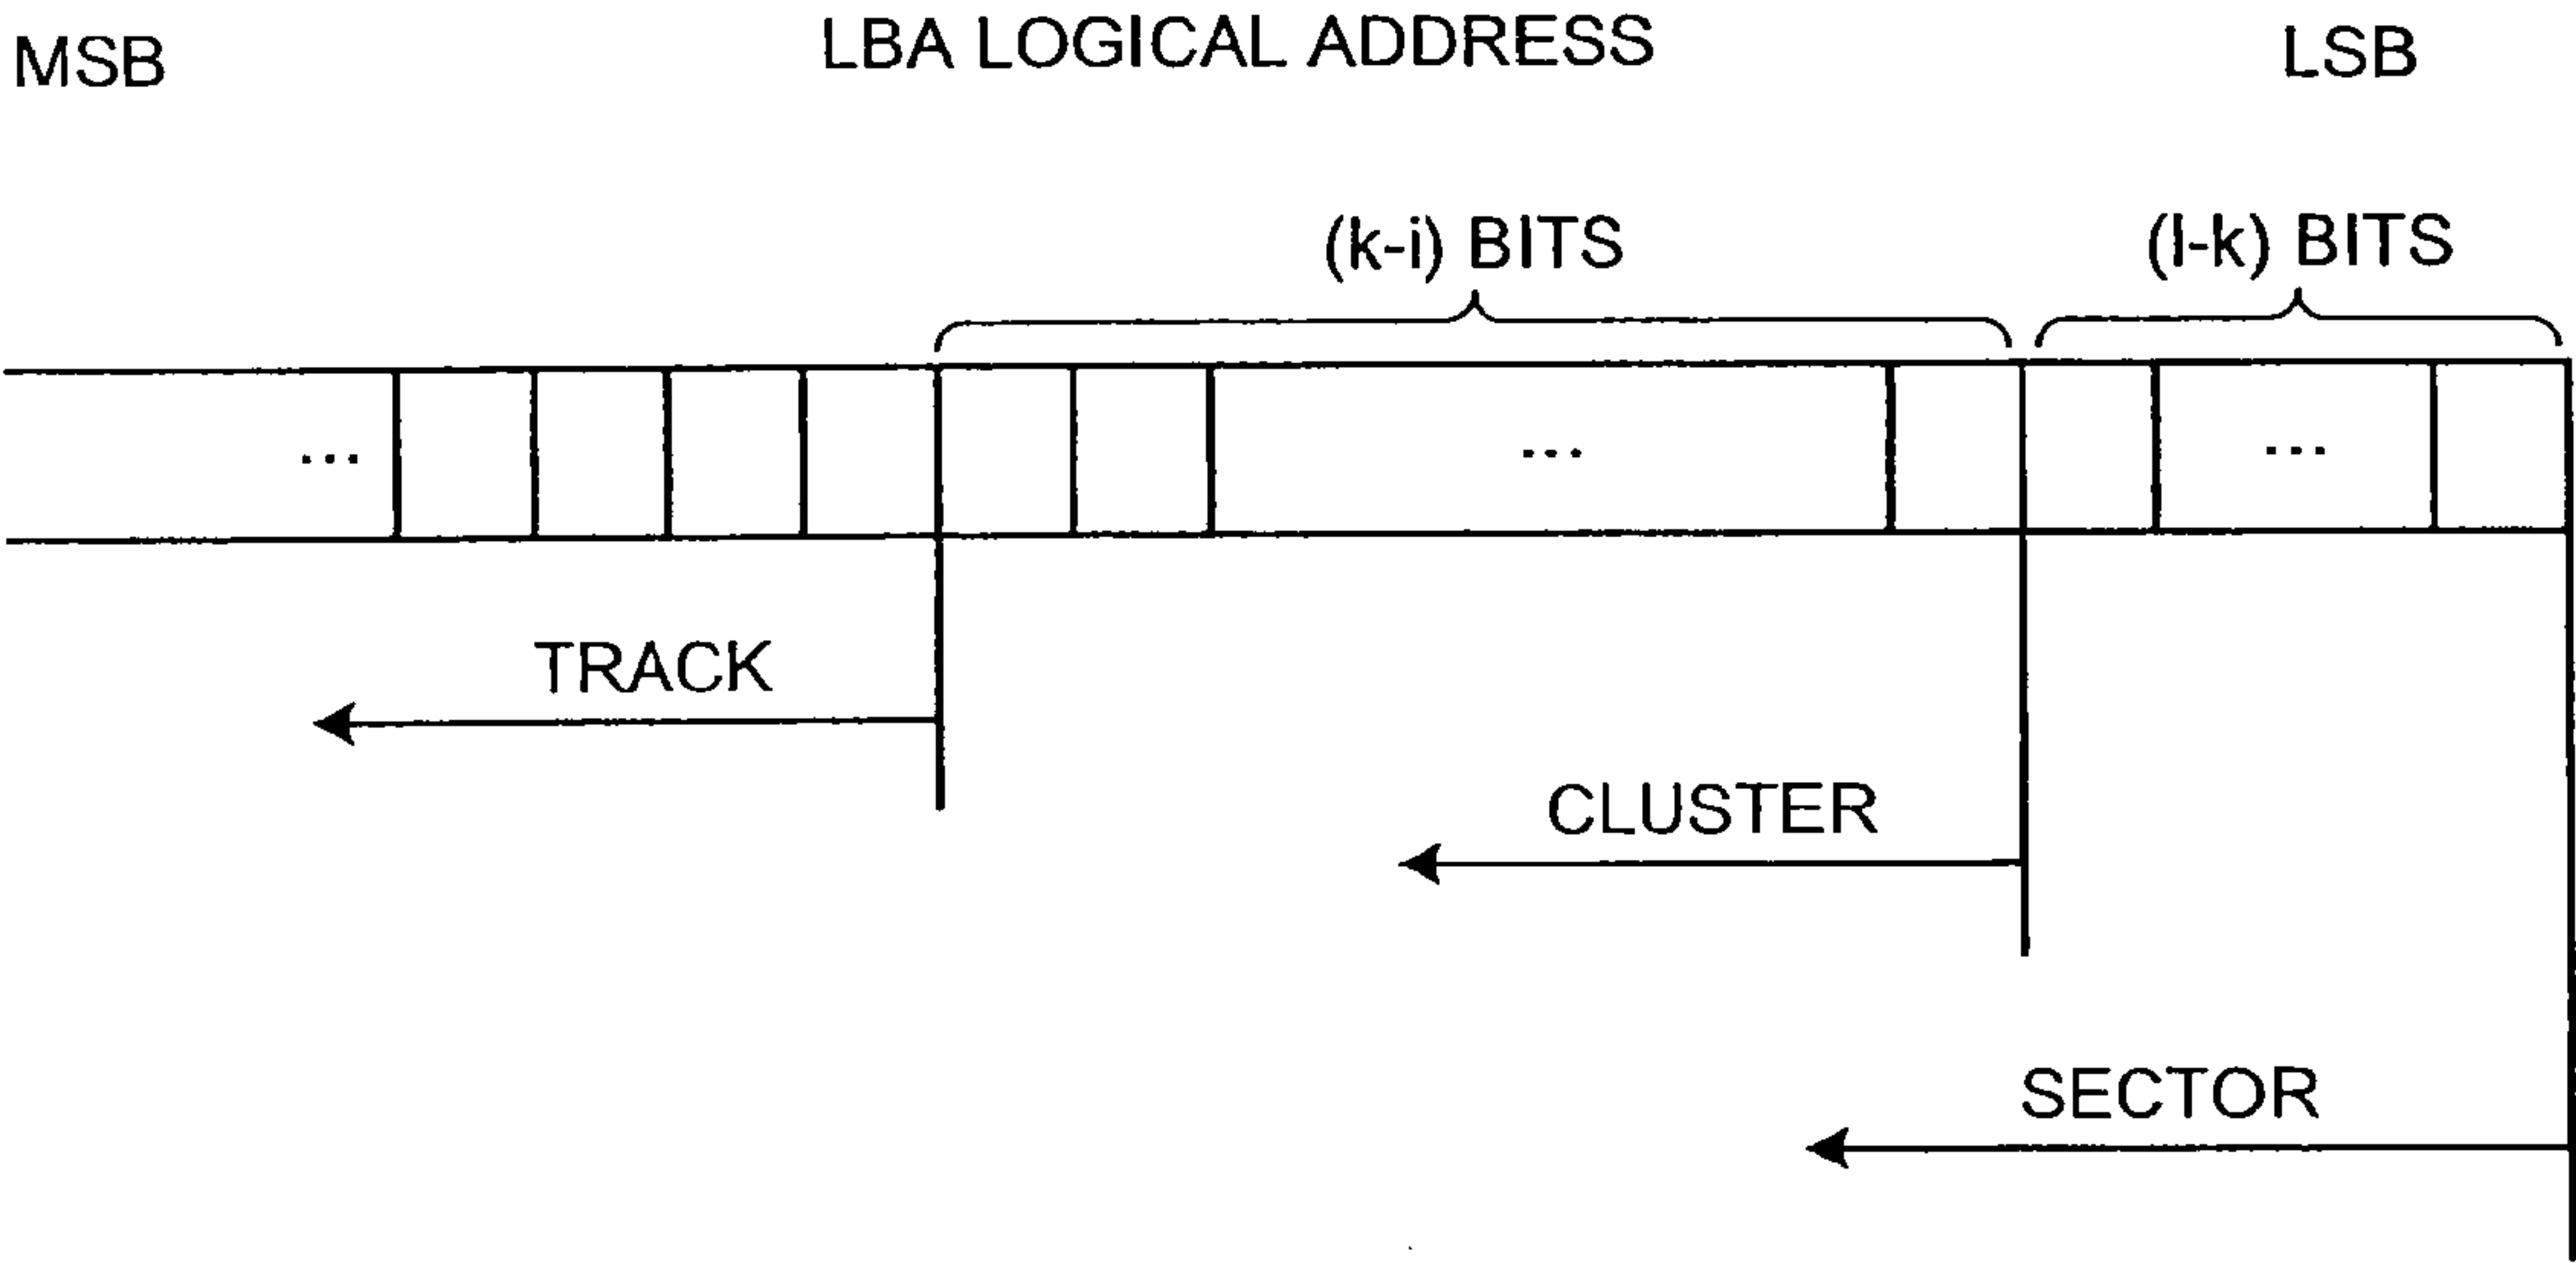 MSB
LBA LOGICAL ADDRESS
LSB
(k-i) BITS
(l-k) BITS
...
...
...
TRACK
CLUSTER
SECTOR